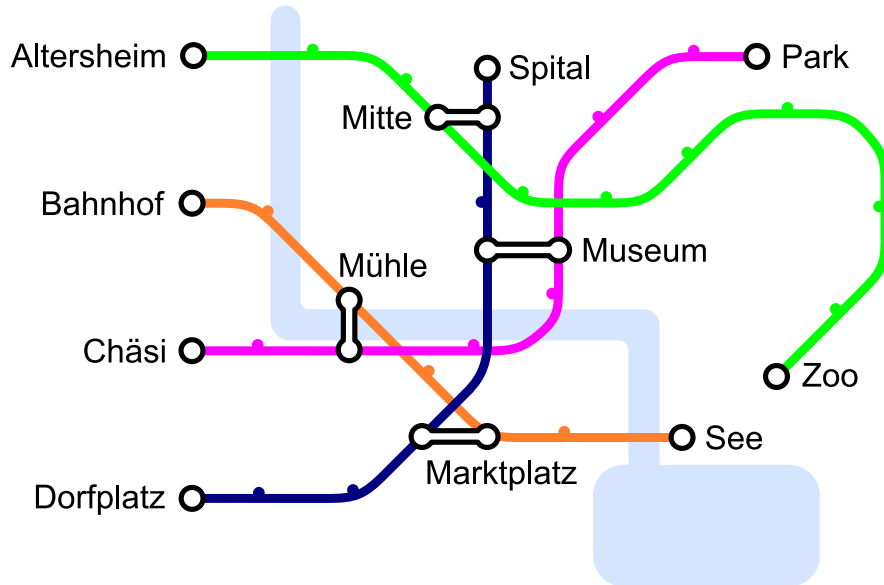 Altersheim
Spital
Park
Mitte
Bahnhof
Museum
Mühle
Chäsi
Zoo
See
Marktplatz
Dorfplatz